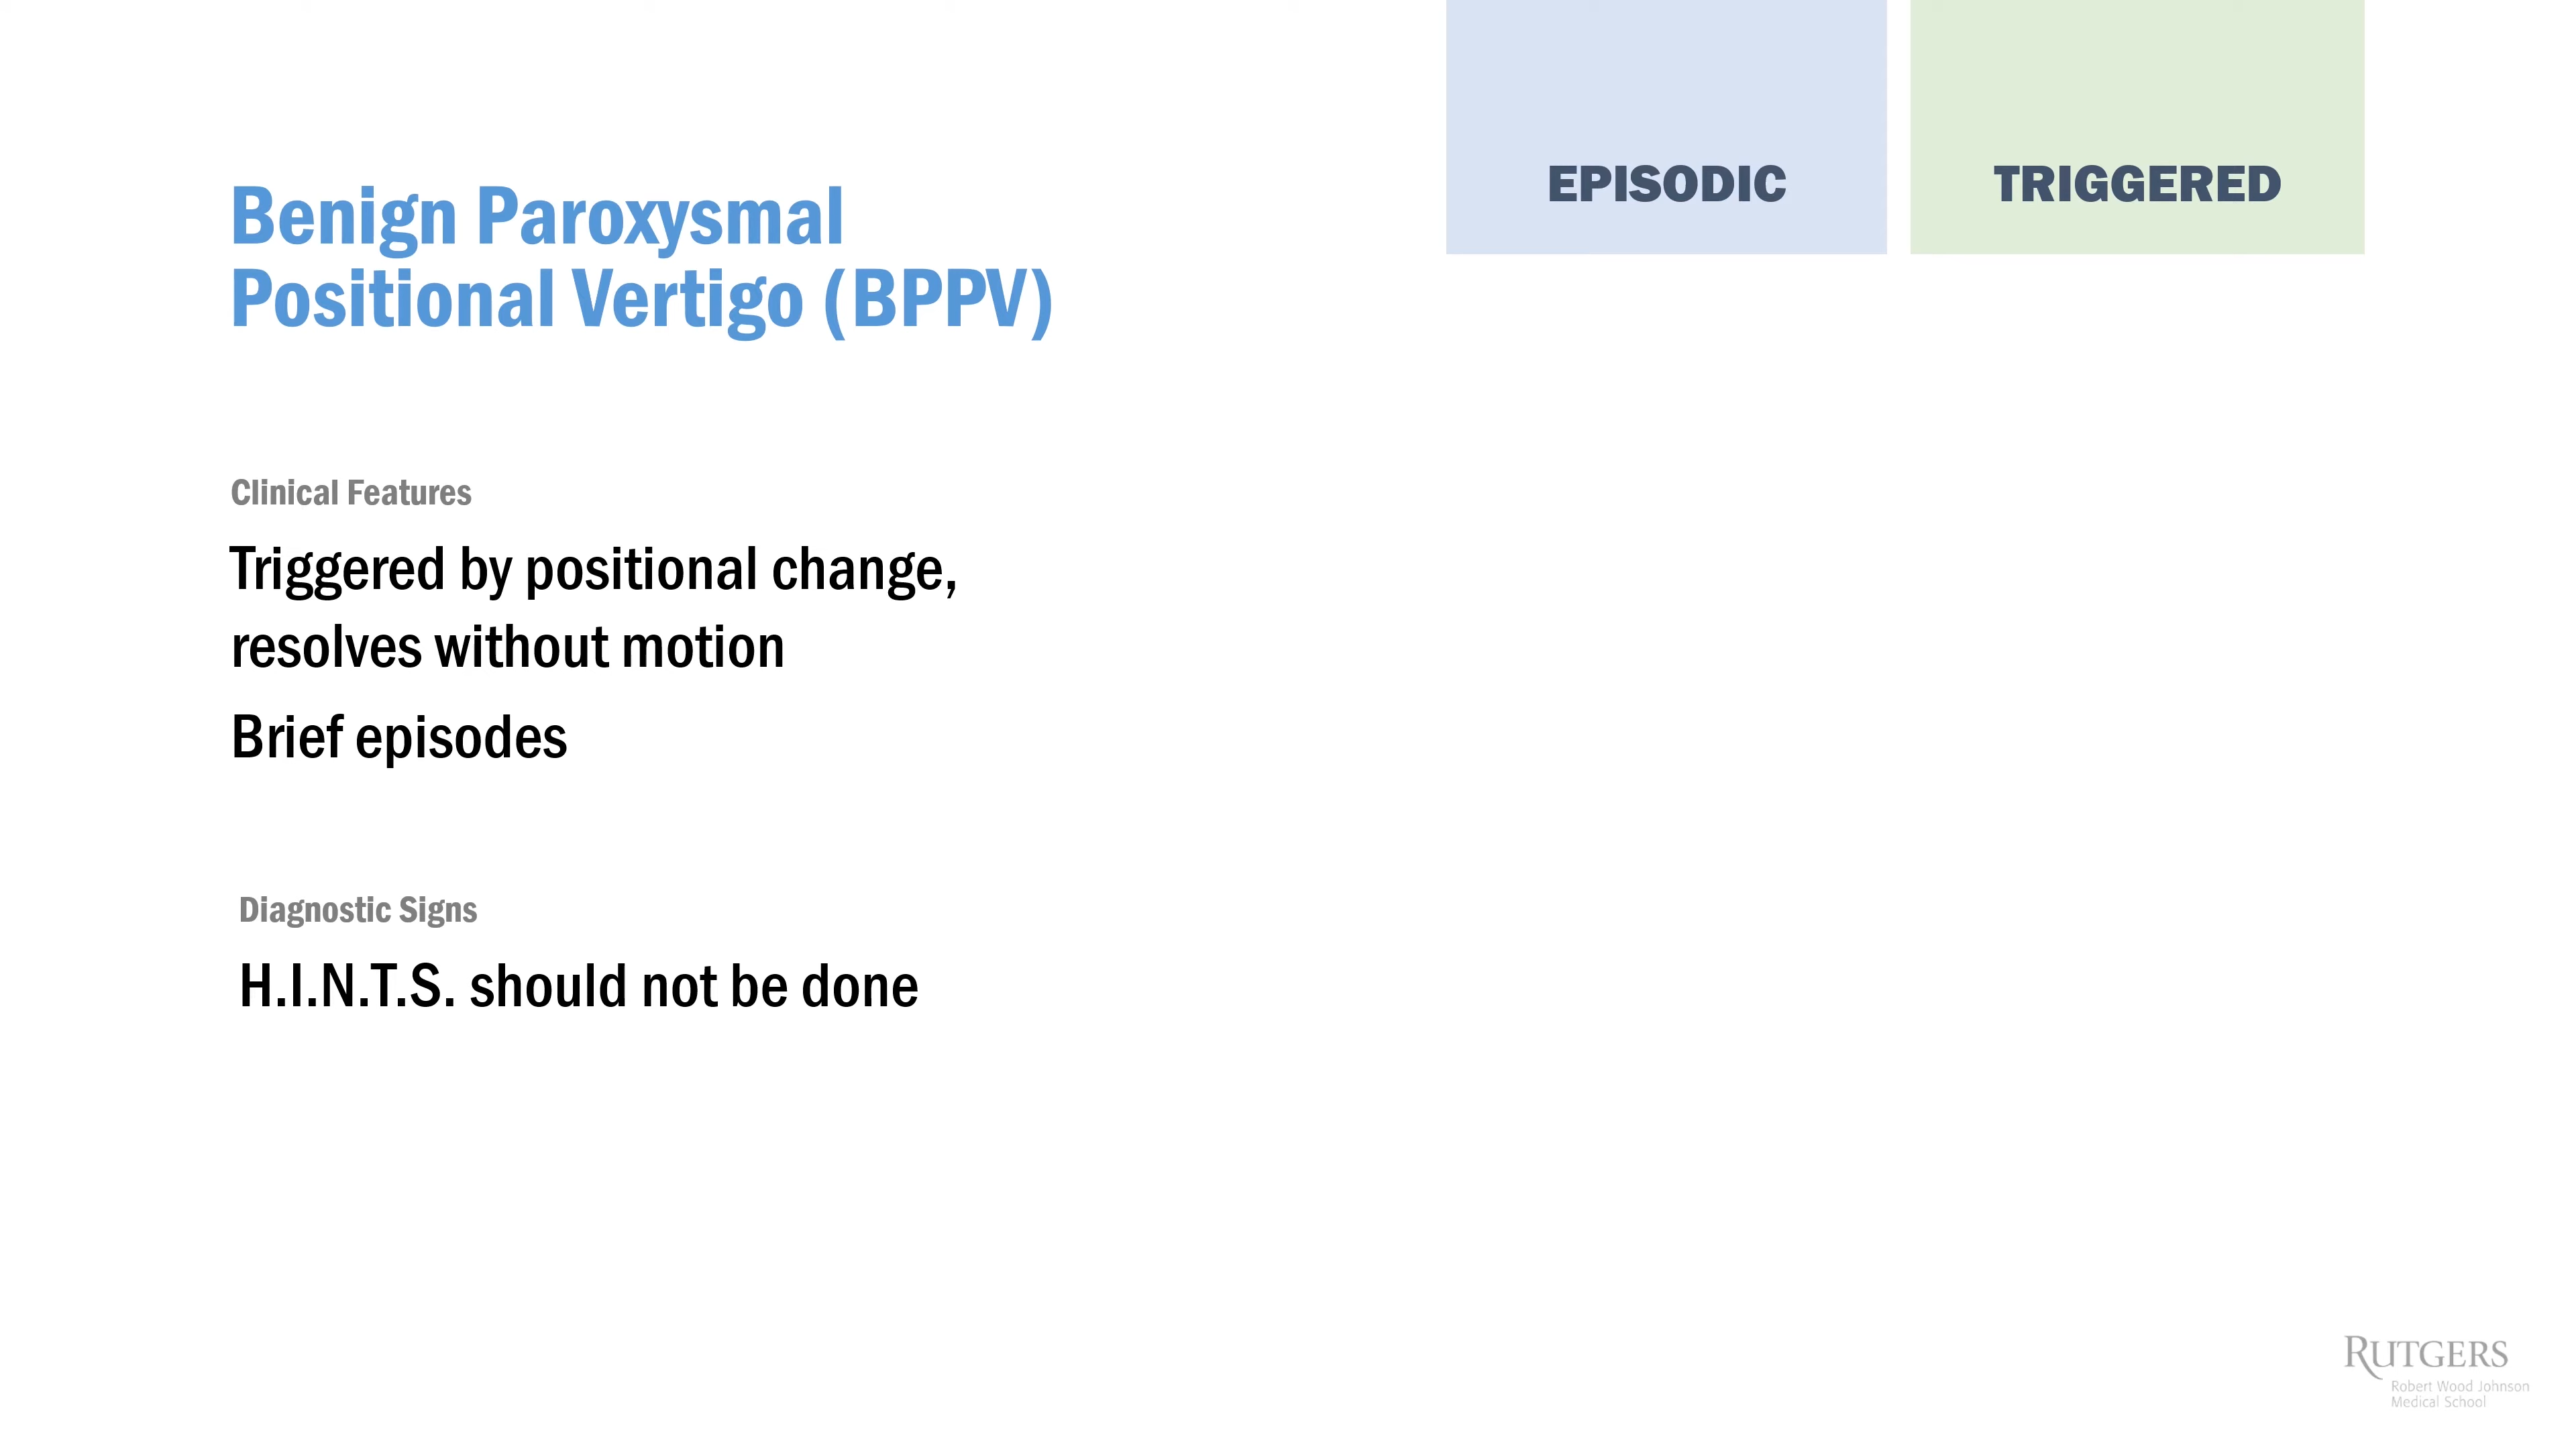 EPISODIC
TRIGGERED
Benign Paroxysmal
Positional Vertigo (BPPV)
Clinical Features
Triggered by positional change,
resolves without motion
Brief episodes
Diagnostic Signs
H.I.N.T.S. should not be done
RUTGERS
Robert Wood Johnson
Medical School